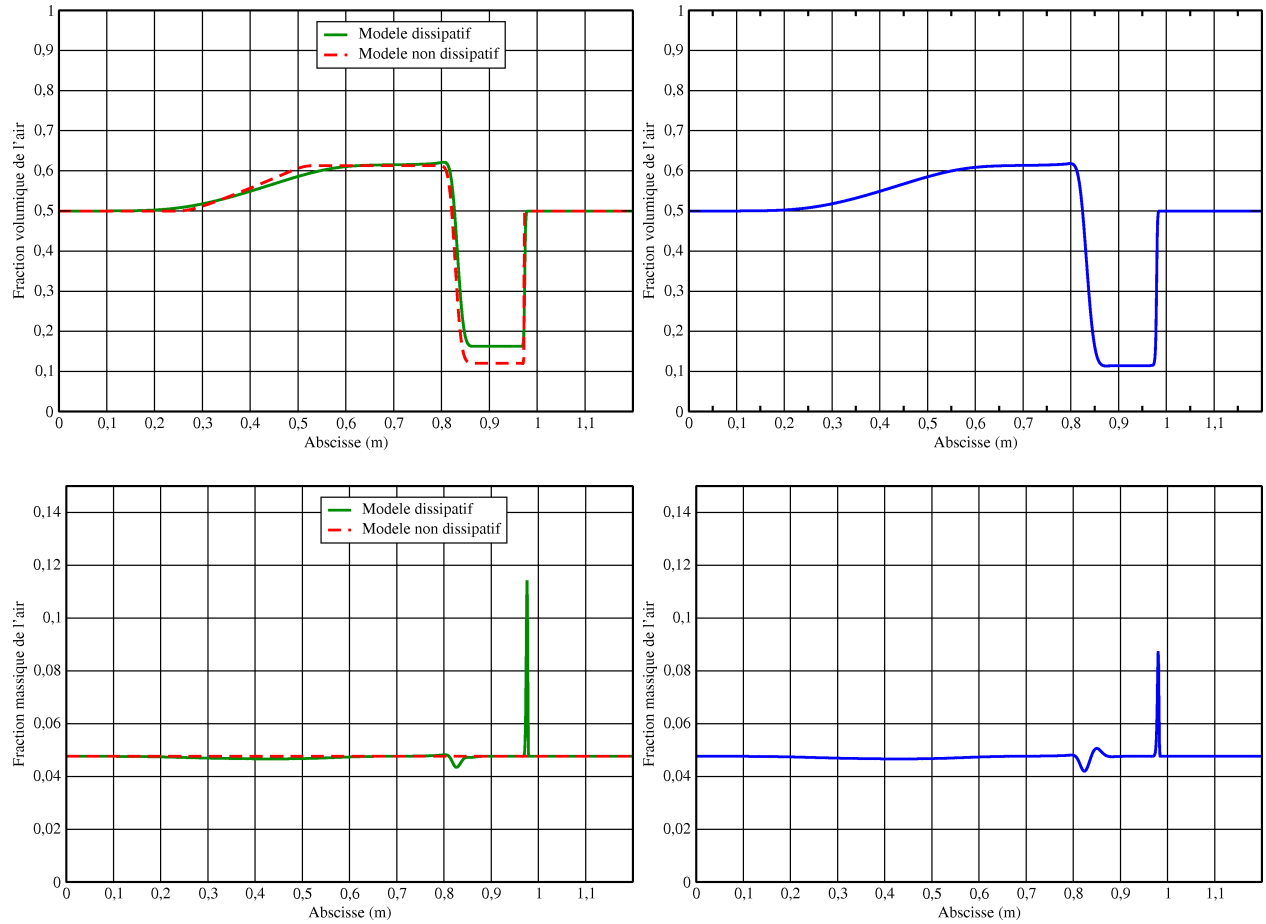 1
0,9
0,8
0,7
0,6
0,5
0,4
0,3
0,2
0,1
0
Fraction volumique de l'air
Modele dissipatif
Modele non dissipatif
0 0,1 0,2 0,3 0,4 0,5 0,6 0,7 0,8 0,9 1 1,1
Abscisse (m)
1
0,9
0,8
0,7
0,6
0,5
0,4
0,3
0,2
0,1
0
Fraction volumique de l'air
0 0,1 0,2 0,3 0,4 0,5 0,6 0,7 0,8 0,9 1 1,1
Abscisse (m)
0,14
0,12
0,1
0,08
0,06
0,04
0,02
0
Fraction massique de l'air
Modele dissipatif
Modele non dissipatif
0 0,1 0,2 0,3 0,4 0,5 0,6 0,7 0,8 0,9 1 1,1
Abscisse (m)
0,14
0,12
0,1
0,08
0,06
0,04
0,02
0
Fraction massique de l'air
0 0,1 0,2 0,3 0,4 0,5 0,6 0,7 0,8 0,9 1 1,1
Abscisse (m)